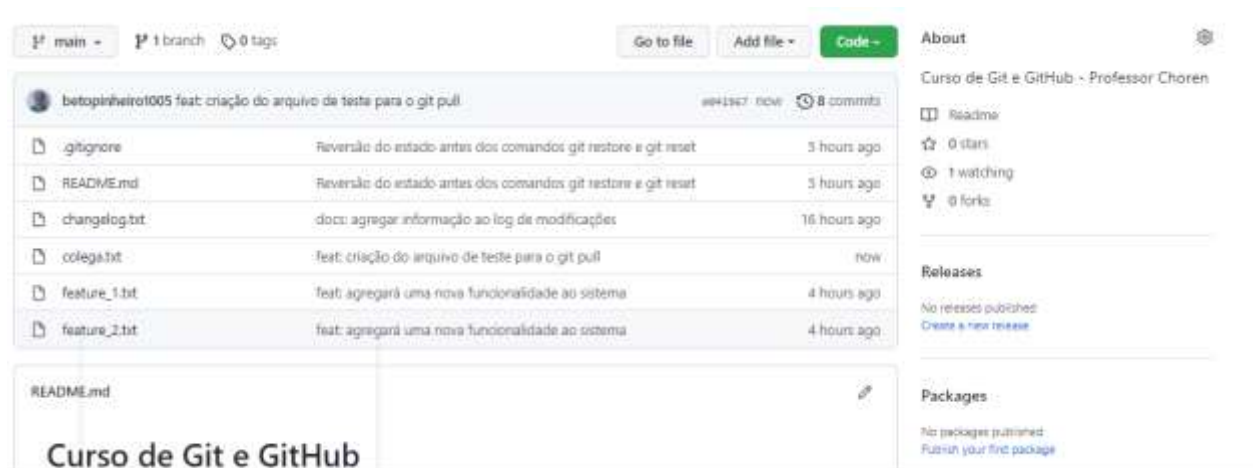 main
1 branch
0 tags
Go to file
Add file
Code
betopinheiro1005 feat: criação do arquivo de teste para o git pull
now
8 commits
.gitignore
Reversão do estado antes dos comandos git restore e git reset
README.md
Reversão do estado antes dos comandos git restore e git reset
changelog.txt
docs: agregar informação ao log de modificações
16 hours ago
colega.txt
feat: criação do arquivo de teste para o git pull
now
feature_1.txt
feat: agregará uma nova funcionalidade ao sistema
4 hours ago
feature_2.txt
feat: agregará uma nova funcionalidade ao sistema
4 hours ago
README.md
Curso de Git e GitHub
About
Curso de Git e GitHub - Professor Choren
Readme
0 stars
1 watching
0 forks
Releases
No releases published
Create a new release
Packages
No packages published
Publish your first package